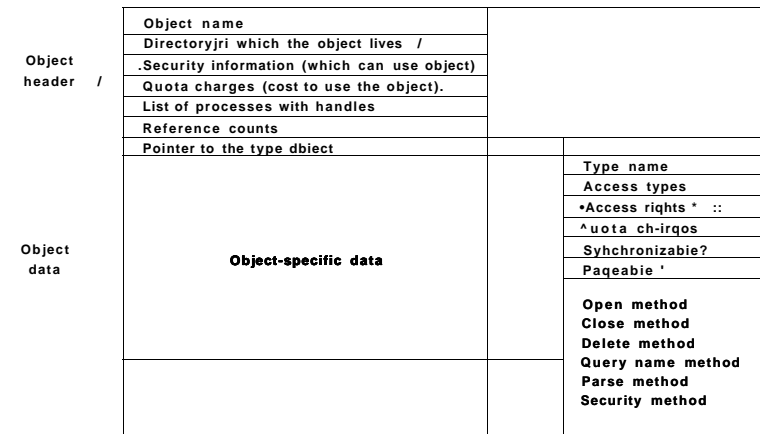 Object name
Directoryjri which the object lives /
Object
header /
.Security information (which can use object)
Quota charges (cost to use the object).
List of processes with handles
Reference counts
Pointer to the type dbiect
Type name
Access types
•Access riqhts * ::
^uota ch-irqos
Syhchronizabie?
Paqeabie '
Object
data
Object-specific data
Open method
Close method
Delete method
Query name method
Parse method
Security method